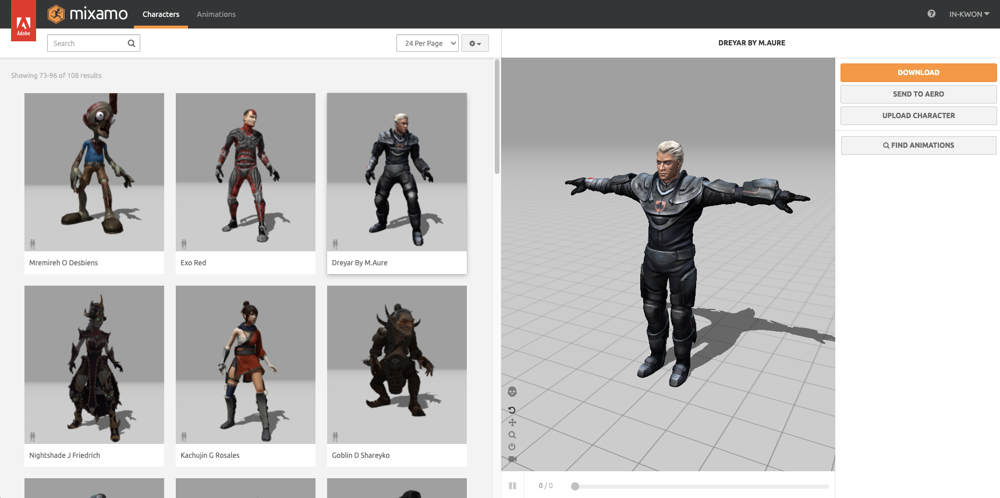 Adobe
mixamo
Characters
Animations
IN-KWON
Search
24 Per Page
DREYAR BY M.AURE
Showing 73-96 of 108 results
DOWNLOAD
SEND TO AERO
UPLOAD CHARACTER
FIND ANIMATIONS
Mremireh O Desbiens
Exo Red
Dreyar By M.Aure
Nightshade J Friedrich
Kachujin G Rosales
Goblin D Shareyko
0 / 0